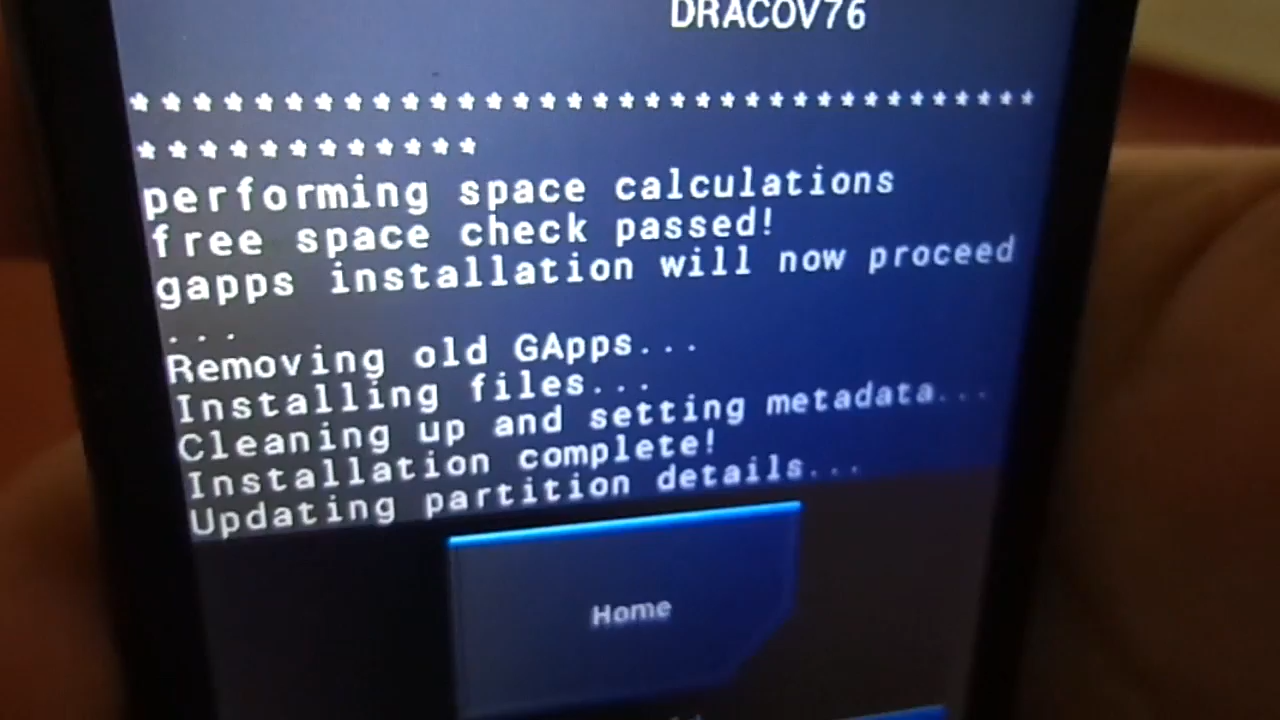 DRACOV76
***********************************
************
performing space calculations
free space check passed!
gapps installation will now proceed
...
Removing old GApps...
Installing files...
Cleaning up and setting metadata...
Installation complete!
Updating partition details...
Home